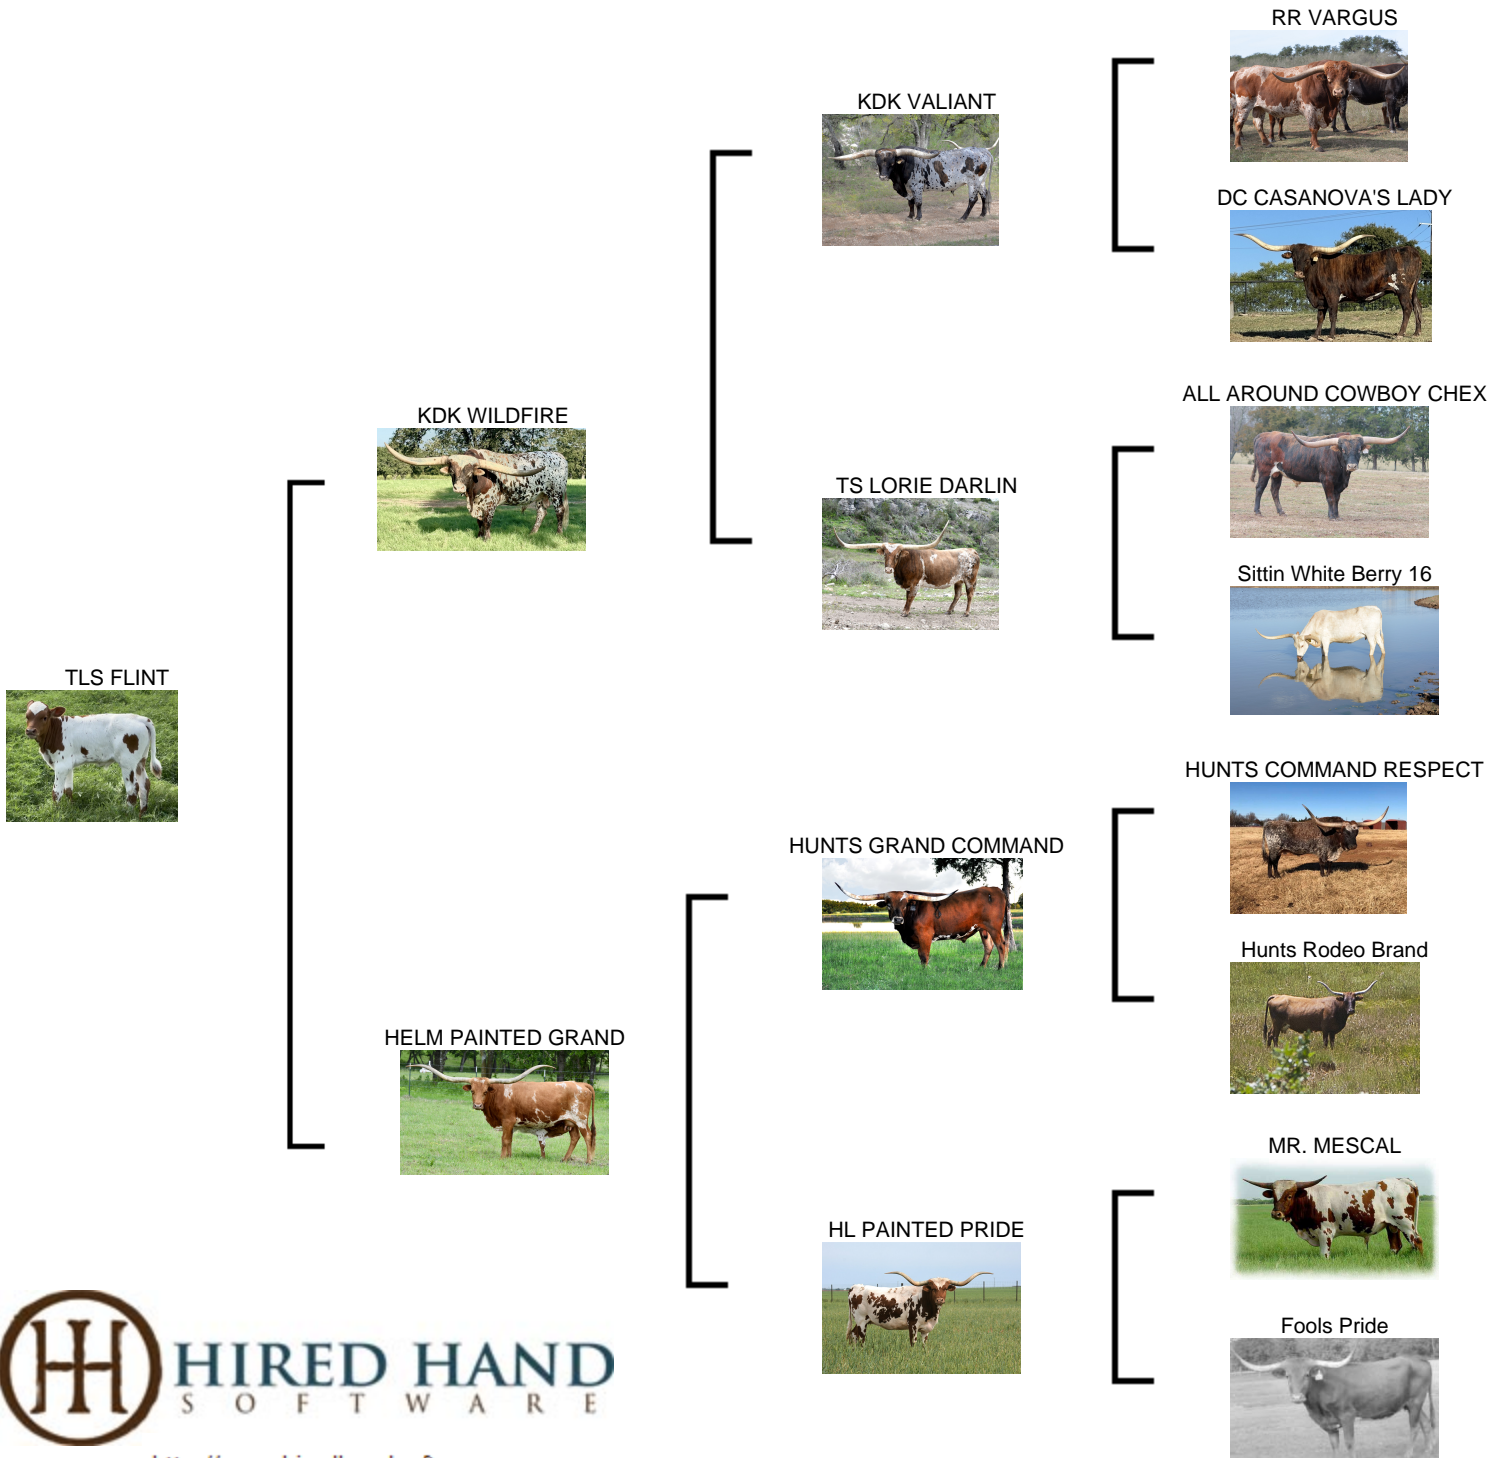 RR VARGUS
KDK VALIANT
DC CASANOVA'S LADY
ALL AROUND COWBOY CHEX
KDK WILDFIRE
TS LORIE DARLIN
Sittin White Berry 16
TLS FLINT
HUNTS COMMAND RESPECT
HUNTS GRAND COMMAND
Hunts Rodeo Brand
HELM PAINTED GRAND
MR. MESCAL
HL PAINTED PRIDE
Fools Pride
HIRED HAND
SOFTWARE